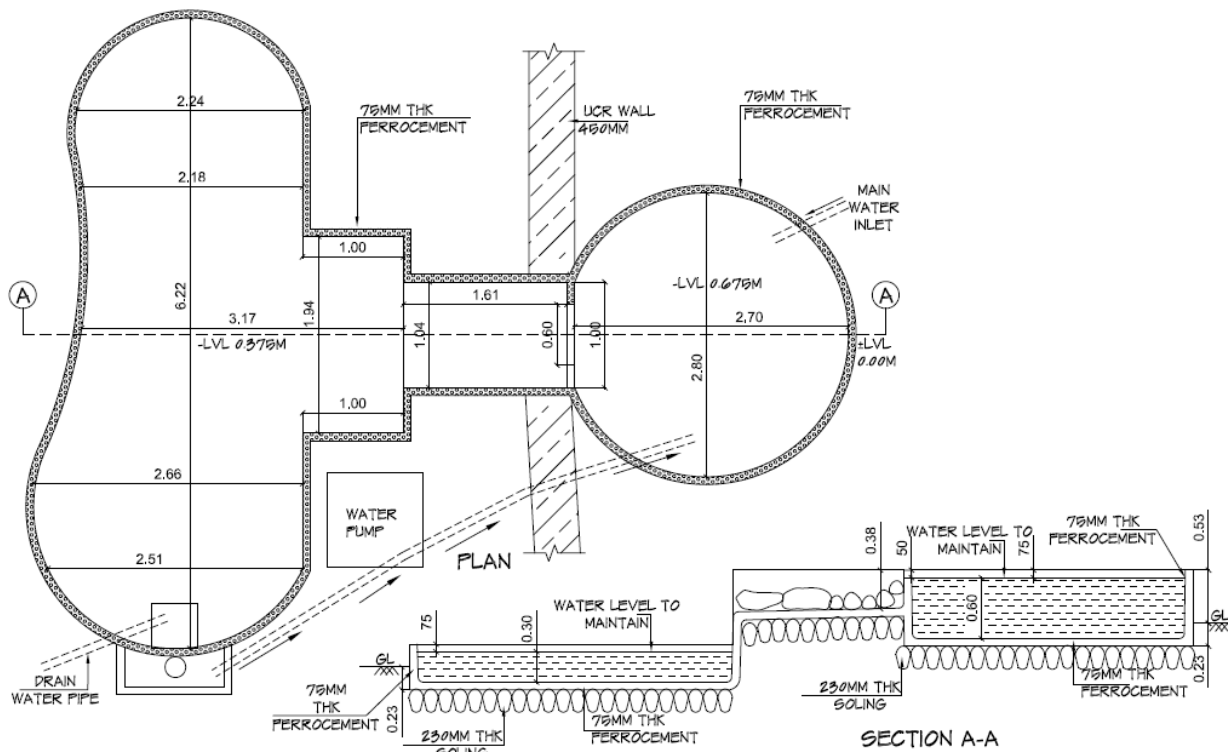 2.24
75MM THK
FERROCEMENT
UCR WALL
450MM
75MM THK
FERROCEMENT
2.18
MAIN
WATER
INLET
1.00
A
6.22
3.17
-LVL 0.375M
1.94
1.61
1.04
0.60
1.00
-LVL 0.675M
2.70
2.80
A
±LVL
0.00M
1.00
2.66
WATER
PUMP
PLAN
2.51
DRAIN
WATER PIPE
0.38
50
WATER LEVEL TO
MAINTAIN
75
75MM THK
FERROCEMENT
0.53
0.60
GL
0.23
230MM THK
SOLING
75MM THK
FERROCEMENT
SECTION A-A
WATER LEVEL TO
MAINTAIN
75
0.30
GL
75MM
THK
FERROCEMENT
0.23
230MM THK
SOLING
75MM THK
FERROCEMENT